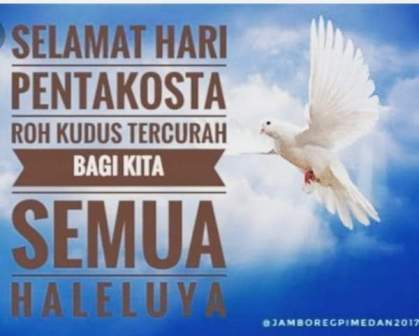 SELAMAT HARI
PENTAKOSTA
ROH KUDUS TERCURAH
BAGI KITA
SEMUA
HALELUYA
@JAMBOREGPIMEDAN2017